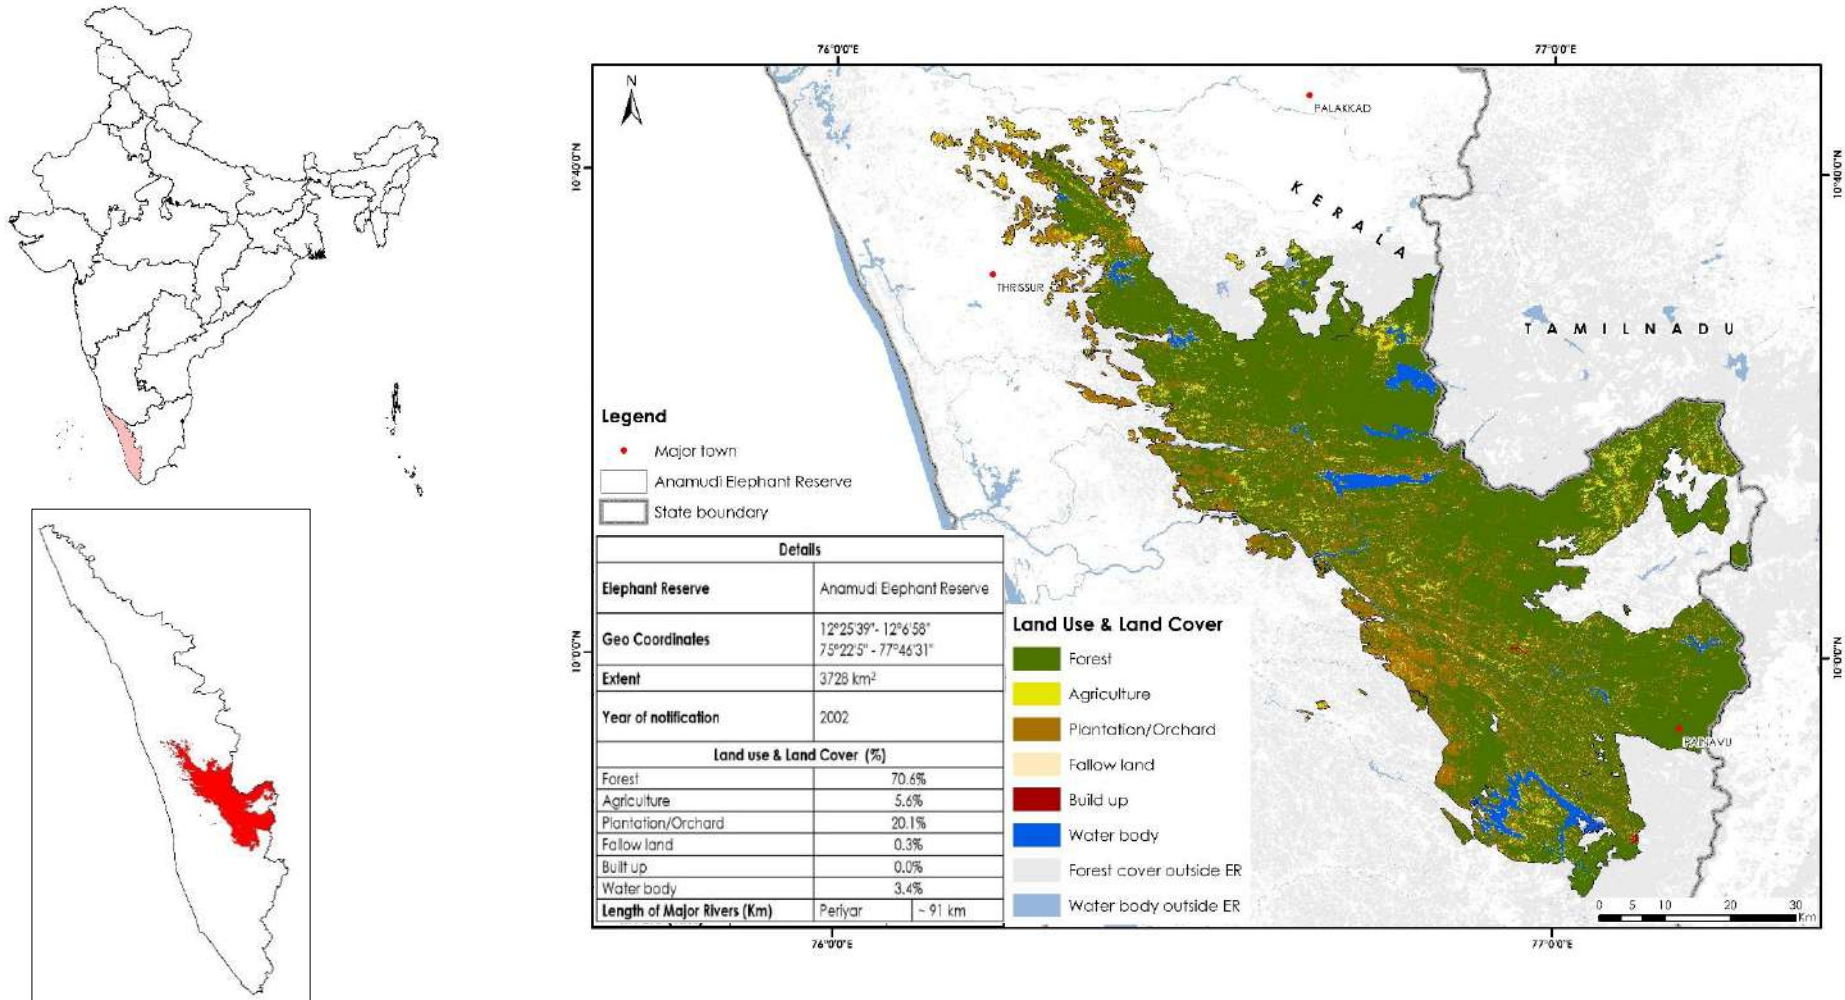 76°0'0"E
77°0'0"E
N
PALAKKAD
10°40'0"N
10°40'0"N
KERALA
THRISSUR
TAMILNADU
Legend
Major town
Anamudi Elephant Reserve
State boundary
Details
Elephant Reserve Anamudi Elephant Reserve
Geo Coordinates 12°25'39"- 12°6'58"
75°22'5" - 77°46'31"
Extent 3728 km²
Year of notification 2002
Land use & Land Cover (%)
Forest 70.6%
Agriculture 5.6%
Plantation/Orchard 20.1%
Fallow land 0.3%
Built up 0.0%
Water body 3.4%
Length of Major Rivers (Km) Periyar ~ 91 km
Land Use & Land Cover
Forest
Agriculture
Plantation/Orchard
Fallow land
Build up
Water body
Forest cover outside ER
Water body outside ER
10°0'0"N
10°0'0"N
PAINAVU
0 5 10 20 30
Km
76°0'0"E
77°0'0"E